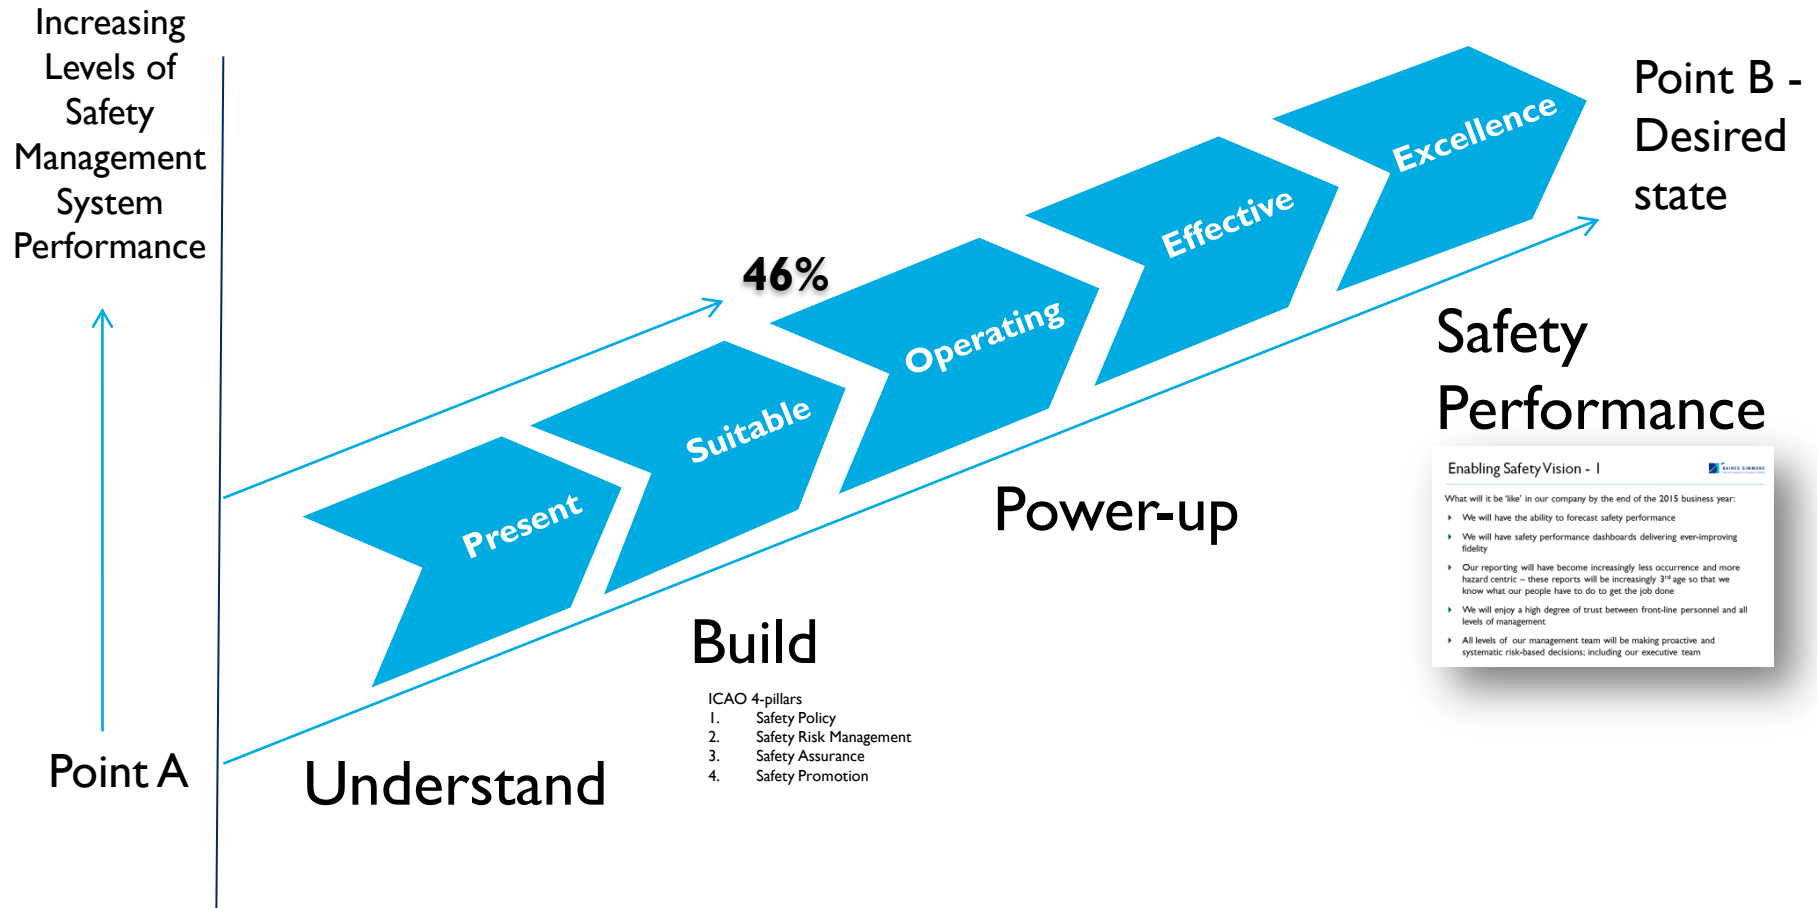 Increasing
Levels of
Safety
Management
System
Performance
Point A
Present
Suitable
Operating
Effective
Excellence
46%
Point B -
Desired
state
Understand
Build
ICAO 4-pillars
1. Safety Policy
2. Safety Risk Management
3. Safety Assurance
4. Safety Promotion
Power-up
Safety
Performance
Enabling Safety Vision - 1
BAINES SIMMONS
What will it be 'like' in our company by the end of the 2015 business year:
We will have the ability to forecast safety performance
We will have safety performance dashboards delivering ever-improving
fidelity
Our reporting will have become increasingly less occurrence and more
hazard centric – these reports will be increasingly 3rd age so that we
know what our people have to do to get the job done
We will enjoy a high degree of trust between front-line personnel and all
levels of management
All levels of our management team will be making proactive and
systematic risk-based decisions; including our executive team